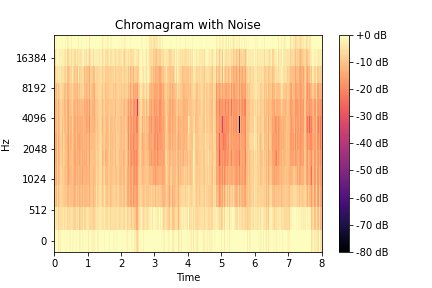 Chromagram with Noise
Hz
16384
8192
4096
2048
1024
512
0
0 1 2 3 4 5 6 7 8
Time
+0 dB
-10 dB
-20 dB
-30 dB
-40 dB
-50 dB
-60 dB
-70 dB
-80 dB